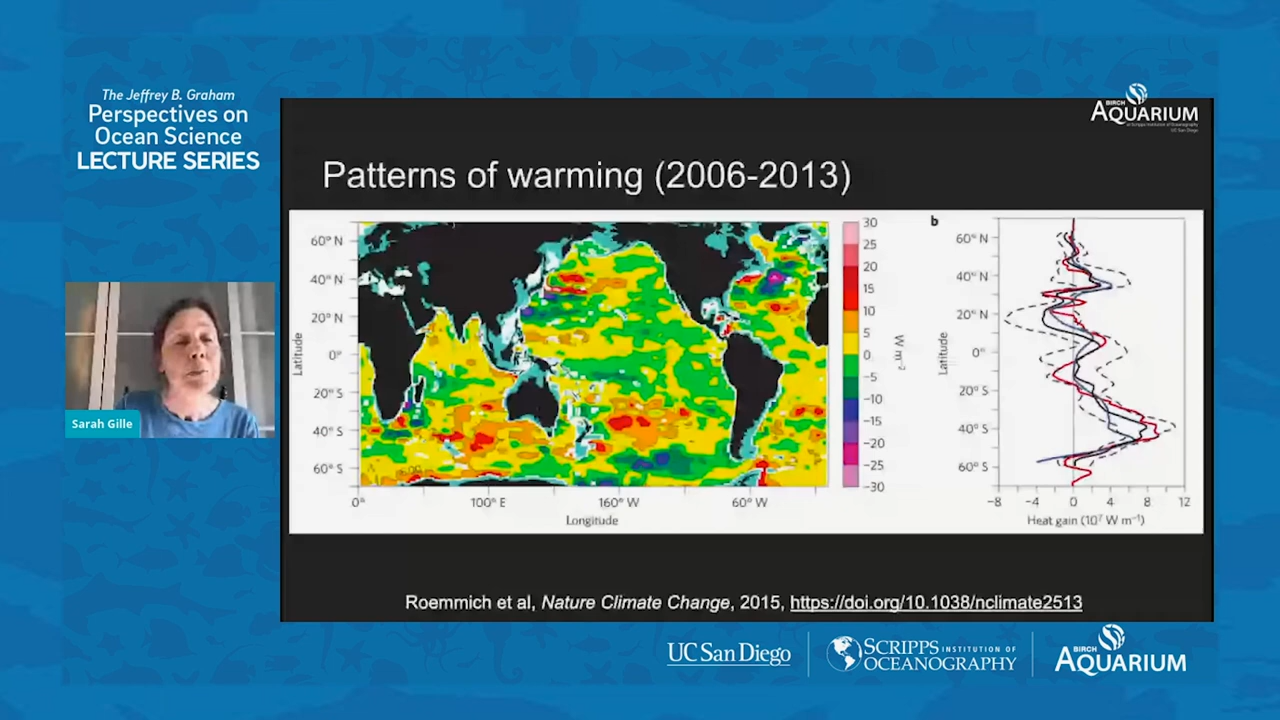 The Jeffrey B. Graham
Perspectives on
Ocean Science
LECTURE SERIES
BIRCH
AQUARIUM
Patterns of warming (2006-2013)
Latitude
60° N
40° N
20° N
0°
20° S
40° S
60° S
0°
100° E
160° W
60° W
Longitude
30
25
20
15
10
5
0
−5
−10
−15
−20
−25
−30
W m⁻²
b
Latitude
60° N
40° N
20° N
0°
20° S
40° S
60° S
−8
−4
0
4
8
12
Heat gain (10⁷ W m⁻¹)
Sarah Gille
Roemmich et al, Nature Climate Change, 2015, https://doi.org/10.1038/nclimate2513
UC San Diego
SCRIPPS INSTITUTION OF
OCEANOGRAPHY
BIRCH
AQUARIUM